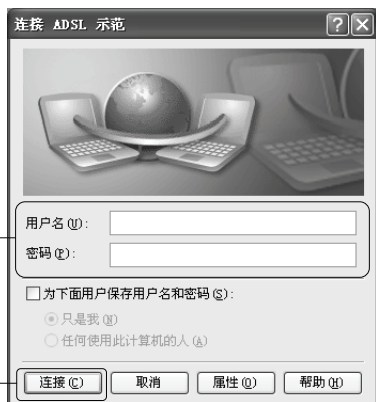 连接 ADSL 示范
用户名(U):
密码(P):
为下面用户保存用户名和密码(S):
只是我(N)
任何使用此计算机的人(A)
连接(C) 取消 属性(O) 帮助(H)